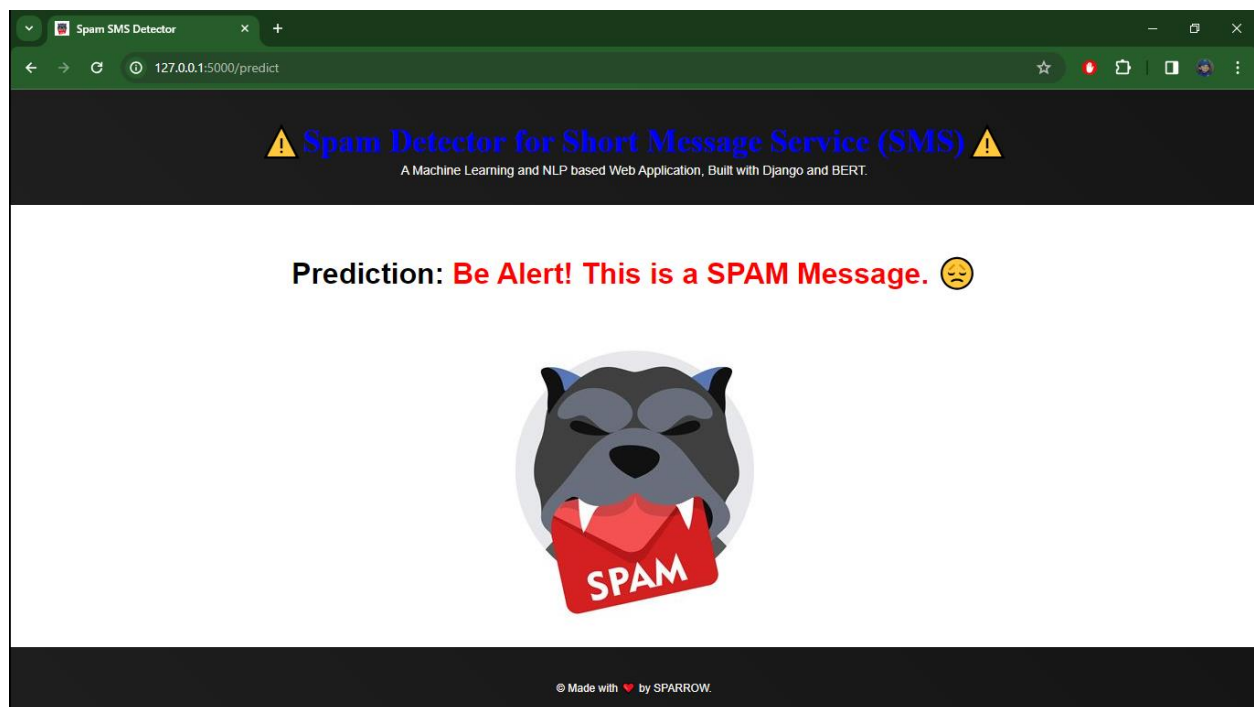 Spam SMS Detector
127.0.0.1:5000/predict
⚠️ Spam Detector for Short Message Service (SMS) ⚠️
A Machine Learning and NLP based Web Application, Built with Django and BERT.
Prediction: Be Alert! This is a SPAM Message. 😔
SPAM
© Made with ❤️ by SPARROW.